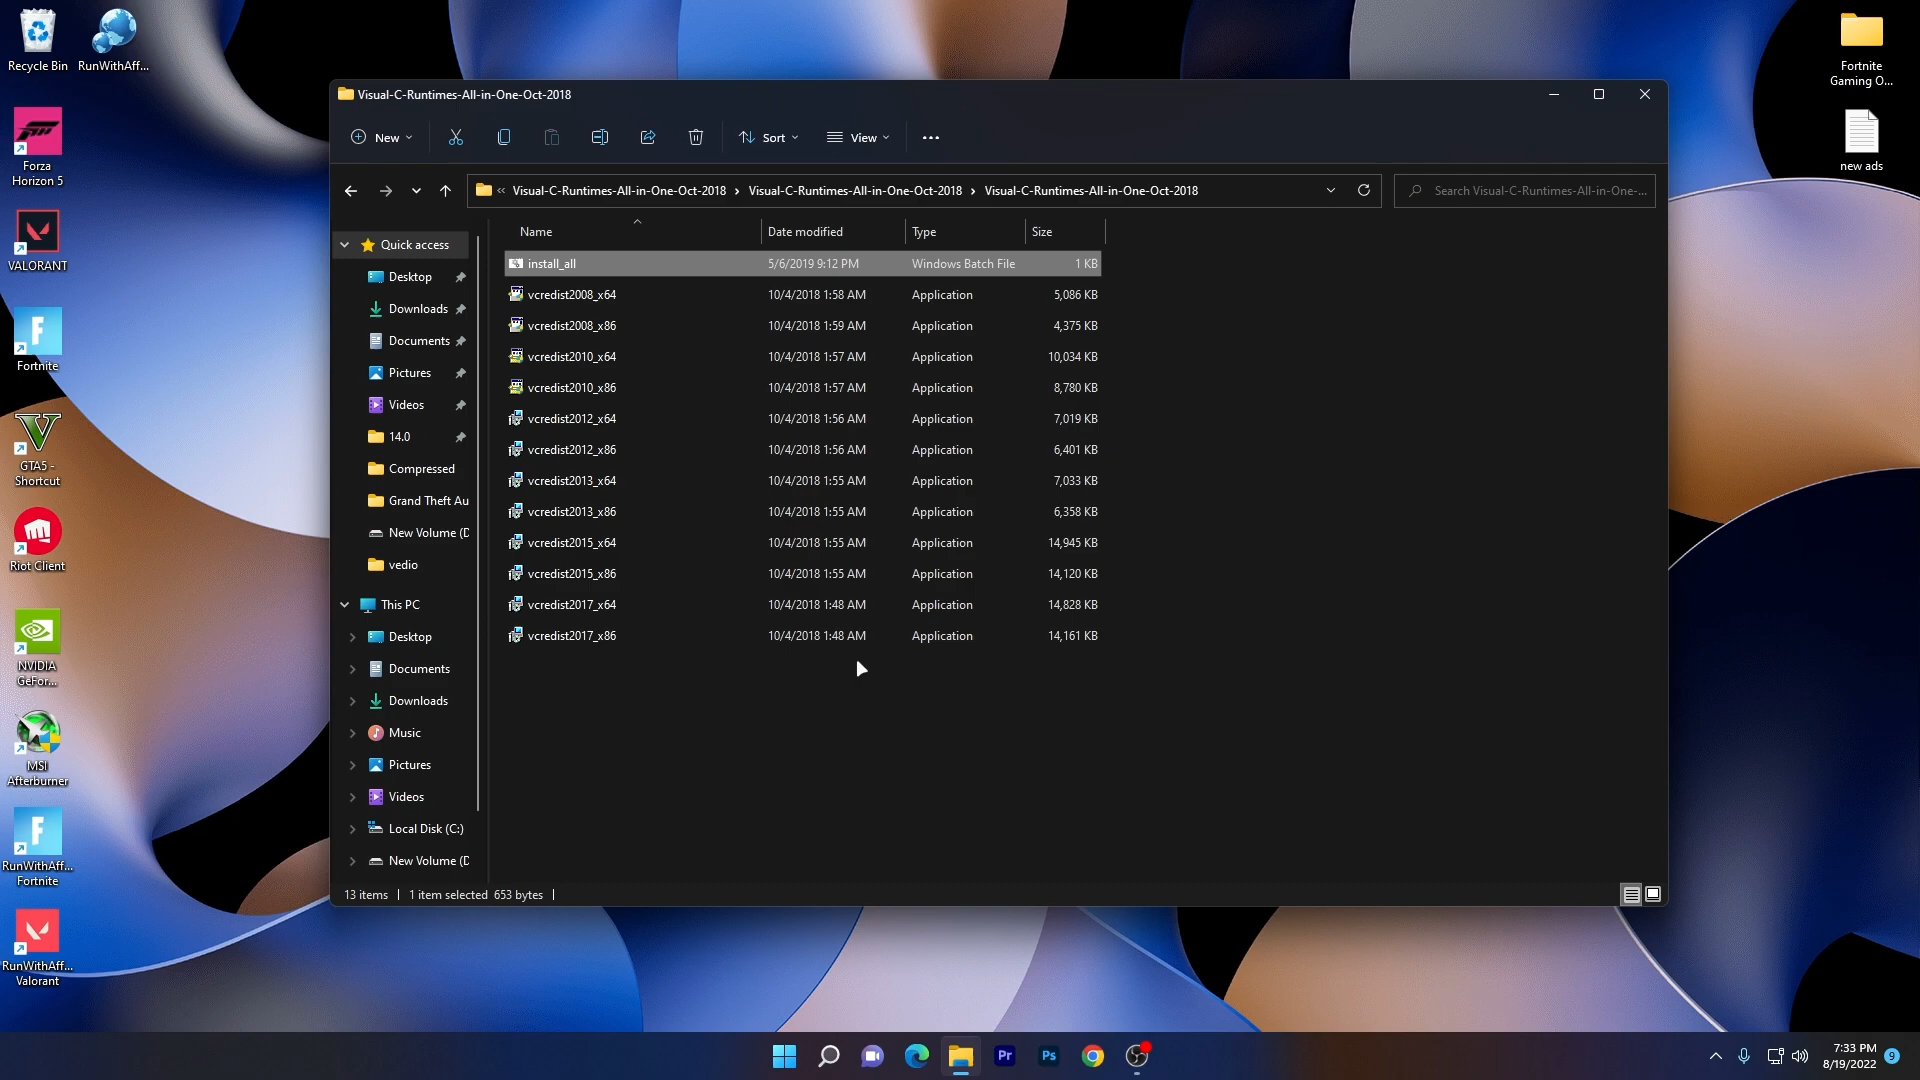 Recycle Bin
RunWithAff...
Forza
Horizon 5
VALORANT
Fortnite
GTA5 -
Shortcut
Riot Client
NVIDIA
GeFor...
MSI
Afterburner
RunWithAff...
Fortnite
RunWithAff...
Valorant
Fortnite
Gaming O...
new ads
Visual-C-Runtimes-All-in-One-Oct-2018
New
Sort
View
« Visual-C-Runtimes-All-in-One-Oct-2018 › Visual-C-Runtimes-All-in-One-Oct-2018 › Visual-C-Runtimes-All-in-One-Oct-2018
Search Visual-C-Runtimes-All-in-One-...
Quick access
Desktop
Downloads
Documents
Pictures
Videos
14.0
Compressed
Grand Theft Au
New Volume (D
vedio
This PC
Desktop
Documents
Downloads
Music
Pictures
Videos
Local Disk (C:)
New Volume (D
Name Date modified Type Size
install_all 5/6/2019 9:12 PM Windows Batch File 1 KB
vcredist2008_x64 10/4/2018 1:58 AM Application 5,086 KB
vcredist2008_x86 10/4/2018 1:59 AM Application 4,375 KB
vcredist2010_x64 10/4/2018 1:57 AM Application 10,034 KB
vcredist2010_x86 10/4/2018 1:57 AM Application 8,780 KB
vcredist2012_x64 10/4/2018 1:56 AM Application 7,019 KB
vcredist2012_x86 10/4/2018 1:56 AM Application 6,401 KB
vcredist2013_x64 10/4/2018 1:55 AM Application 7,033 KB
vcredist2013_x86 10/4/2018 1:55 AM Application 6,358 KB
vcredist2015_x64 10/4/2018 1:55 AM Application 14,945 KB
vcredist2015_x86 10/4/2018 1:55 AM Application 14,120 KB
vcredist2017_x64 10/4/2018 1:48 AM Application 14,828 KB
vcredist2017_x86 10/4/2018 1:48 AM Application 14,161 KB
13 items | 1 item selected 653 bytes |
Pr
Ps
7:33 PM
8/19/2022
9